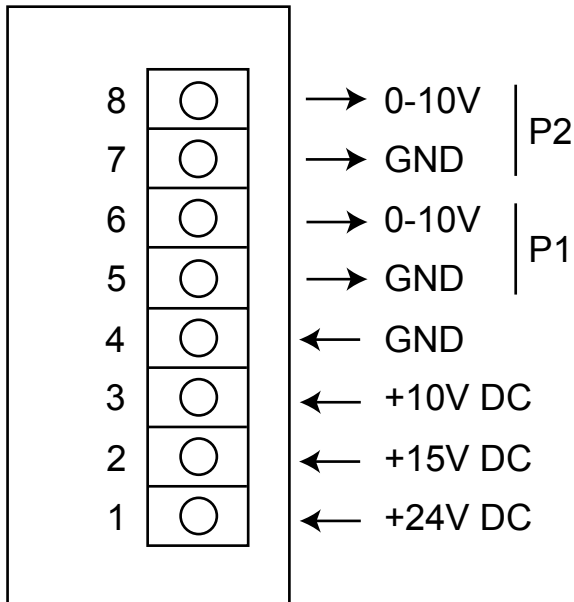 8 0-10V
P2
7 GND
6 0-10V
P1
5 GND
4 GND
3 +10V DC
2 +15V DC
1 +24V DC